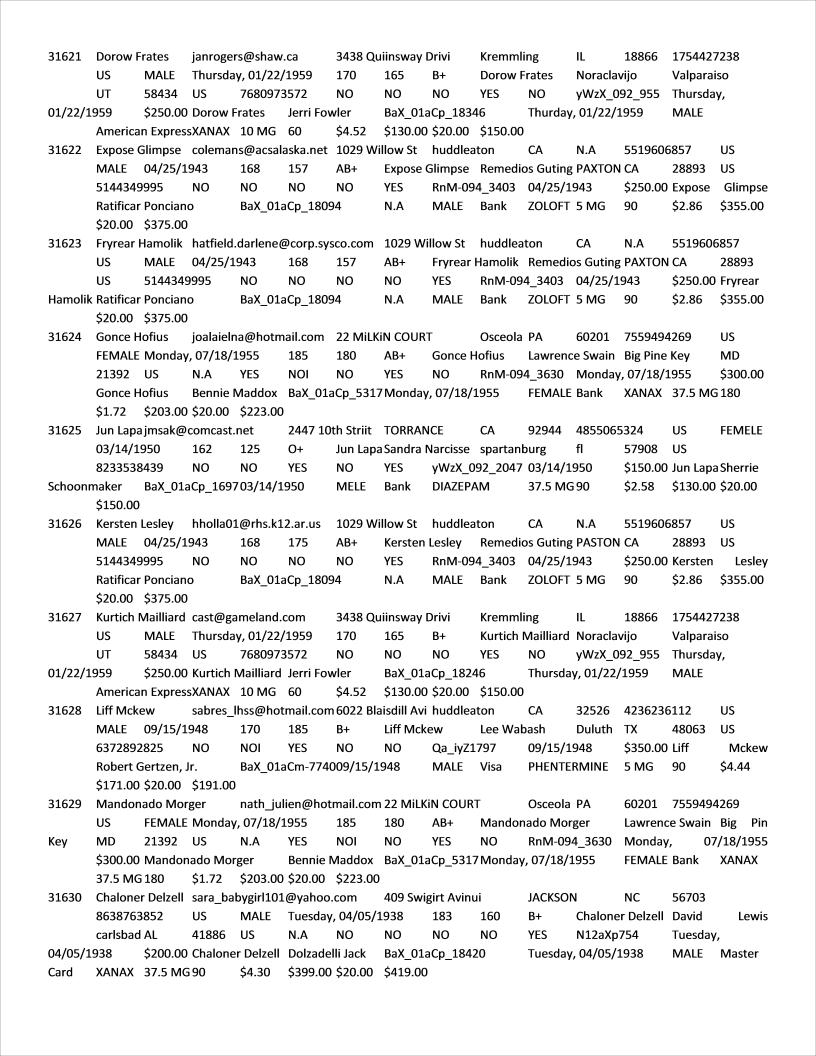 31621 Dorow Frates janrogers@shaw.ca 3438 Quiinsway Drivi Kremmling IL 18866 1754427238
US MALE Thursday, 01/22/1959 170 165 B+ Dorow Frates Noraclavijo Valparaiso
UT 58434 US 7680973572 NO NO NO YES NO yWzX_092_955 Thursday,
01/22/1959 $250.00 Dorow Frates Jerri Fowler BaX_01aCp_18346 Thurday, 01/22/1959 MALE
American ExpressXANAX 10 MG 60 $4.52 $130.00 $20.00 $150.00
31622 Expose Glimpse colemans@acsalaska.net 1029 Willow St huddleaton CA N.A 5519606857 US
MALE 04/25/1943 168 157 AB+ Expose Glimpse Remedios Guting PAXTON CA 28893 US
5144349995 NO NO NO NO YES RnM-094_3403 04/25/1943 $250.00 Expose Glimpse
Ratificar Ponciano BaX_01aCp_18094 N.A MALE Bank ZOLOFT 5 MG 90 $2.86 $355.00
$20.00 $375.00
31623 Fryrear Hamolik hatfield.darlene@corp.sysco.com 1029 Willow St huddleaton CA N.A 5519606857
US MALE 04/25/1943 168 157 AB+ Fryrear Hamolik Remedios Guting PAXTON CA 28893
US 5144349995 NO NO NO NO YES RnM-094_3403 04/25/1943 $250.00 Fryrear
Hamolik Ratificar Ponciano BaX_01aCp_18094 N.A MALE Bank ZOLOFT 5 MG 90 $2.86 $355.00
$20.00 $375.00
31624 Gonce Hofius joalaielna@hotmail.com 22 MiLKiN COURT Osceola PA 60201 7559494269 US
FEMALE Monday, 07/18/1955 185 180 AB+ Gonce Hofius Lawrence Swain Big Pine Key MD
21392 US N.A YES NOI NO YES NO RnM-094_3630 Monday, 07/18/1955 $300.00
Gonce Hofius Bennie Maddox BaX_01aCp_5317Monday, 07/18/1955 FEMALE Bank XANAX 37.5 MG180
$1.72 $203.00 $20.00 $223.00
31625 Jun Lapajmsak@comcast.net 2447 10th Striit TORRANCE CA 92944 4855065324 US FEMELE
03/14/1950 162 125 O+ Jun LapaSandra Narcisse spartanburg fl 57908 US
8233538439 NO NO YES NO YES yWzX_092_2047 03/14/1950 $150.00 Jun LapaSherrie
Schoonmaker BaX_01aCp_169703/14/1950 MELE Bank DIAZEPAM 37.5 MG90 $2.58 $130.00 $20.00
$150.00
31626 Kersten Lesley hholla01@rhs.k12.ar.us 1029 Willow St huddleaton CA N.A 5519606857 US
MALE 04/25/1943 168 175 AB+ Kersten Lesley Remedios Guting PASTON CA 28893 US
5144349995 NO NO NO NO YES RnM-094_3403 04/25/1943 $250.00 Kersten Lesley
Ratificar Ponciano BaX_01aCp_18094 N.A MALE Bank ZOLOFT 5 MG 90 $2.86 $355.00
$20.00 $375.00
31627 Kurtich Mailliard cast@gameland.com 3438 Quiinsway Drivi Kremmling IL 18866 1754427238
US MALE Thursday, 01/22/1959 170 165 B+ Kurtich Mailliard Noraclavijo Valparaiso
UT 58434 US 7680973572 NO NO NO YES NO yWzX_092_955 Thursday,
01/22/1959 $250.00 Kurtich Mailliard Jerri Fowler BaX_01aCp_18246 Thursday, 01/22/1959 MALE
American ExpressXANAX 10 MG 60 $4.52 $130.00 $20.00 $150.00
31628 Liff Mckew sabres_lhss@hotmail.com6022 Blaisdill Avi huddleaton CA 32526 4236236112 US
MALE 09/15/1948 170 185 B+ Liff Mckew Lee Wabash Duluth TX 48063 US
6372892825 NO NOI YES NO NO Qa_iyZ1797 09/15/1948 $350.00 Liff Mckew
Robert Gertzen, Jr. BaX_01aCm-774009/15/1948 MALE Visa PHENTERMINE 5 MG 90 $4.44
$171.00 $20.00 $191.00
31629 Mandonado Morger nath_julien@hotmail.com 22 MiLKiN COURT Osceola PA 60201 7559494269
US FEMALE Monday, 07/18/1955 185 180 AB+ Mandonado Morger Lawrence Swain Big Pin
Key MD 21392 US N.A YES NOI NO YES NO RnM-094_3630 Monday, 07/18/1955
$300.00 Mandonado Morger Bennie Maddox BaX_01aCp_5317Monday, 07/18/1955 FEMALE Bank XANAX
37.5 MG180 $1.72 $203.00 $20.00 $223.00
31630 Chaloner Delzell sara_babygirl101@yahoo.com 409 Swigirt Avinui JACKSON NC 56703
8638763852 US MALE Tuesday, 04/05/1938 183 160 B+ Chaloner Delzell David Lewis
carlsbad AL 41886 US N.A NO NO NO NO YES N12aXp754 Tuesday,
04/05/1938 $200.00 Chaloner Delzell Dolzadelli Jack BaX_01aCp_18420 Tuesday, 04/05/1938 MALE Master
Card XANAX 37.5 MG90 $4.30 $399.00 $20.00 $419.00